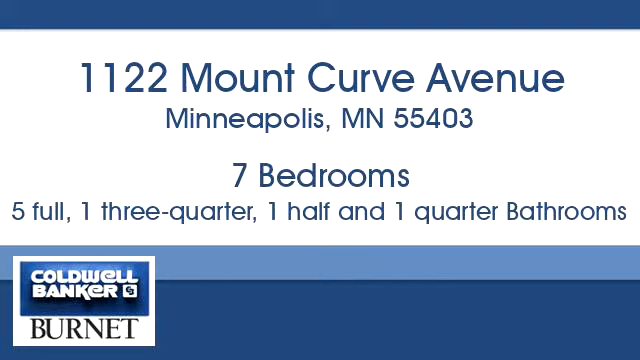 1122 Mount Curve Avenue
Minneapolis, MN 55403
7 Bedrooms
5 full, 1 three-quarter, 1 half and 1 quarter Bathrooms
COLDWELL
BANKER
BURNET